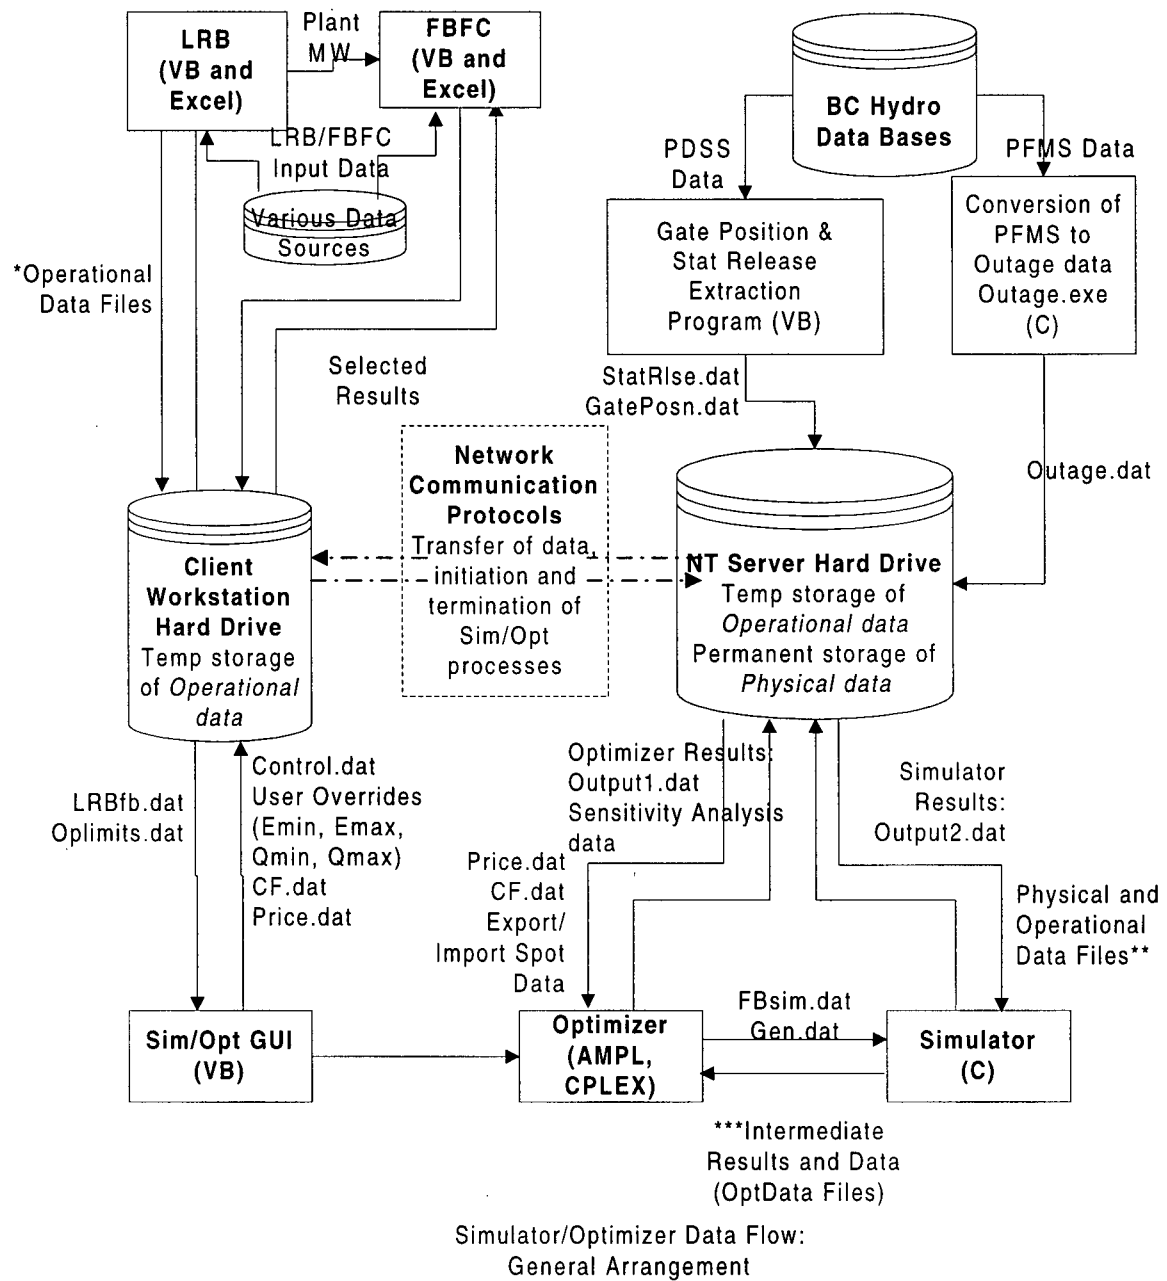 LRB
(VB and
Excel)
Plant
MW
FBFC
(VB and
Excel)
BC Hydro
Data Bases
LRB/FBFC
Input Data
Various Data
Sources
PDSS
Data
PFMS Data
Gate Position &
Stat Release
Extraction
Program (VB)
Conversion of
PFMS to
Outage data
Outage.exe
(C)
*Operational
Data Files
Selected
Results
StatRlse.dat
GatePosn.dat
Outage.dat
Network
Communication
Protocols
Transfer of data,
initiation and
termination of
Sim/Opt
processes
Client
Workstation
Hard Drive
Temp storage
of Operational
data
NT Server Hard Drive
Temp storage of
Operational data
Permanent storage of
Physical data
LRBfb.dat
Oplimits.dat
Control.dat
User Overrides
(Emin, Emax,
Qmin, Qmax)
CF.dat
Price.dat
Optimizer Results:
Output1.dat
Sensitivity Analysis
data
Price.dat
CF.dat
Export/
Import Spot
Data
Simulator
Results:
Output2.dat
Physical and
Operational
Data Files**
Sim/Opt GUI
(VB)
Optimizer
(AMPL,
CPLEX)
FBsim.dat
Gen.dat
Simulator
(C)
***Intermediate
Results and Data
(OptData Files)
Simulator/Optimizer Data Flow:
General Arrangement